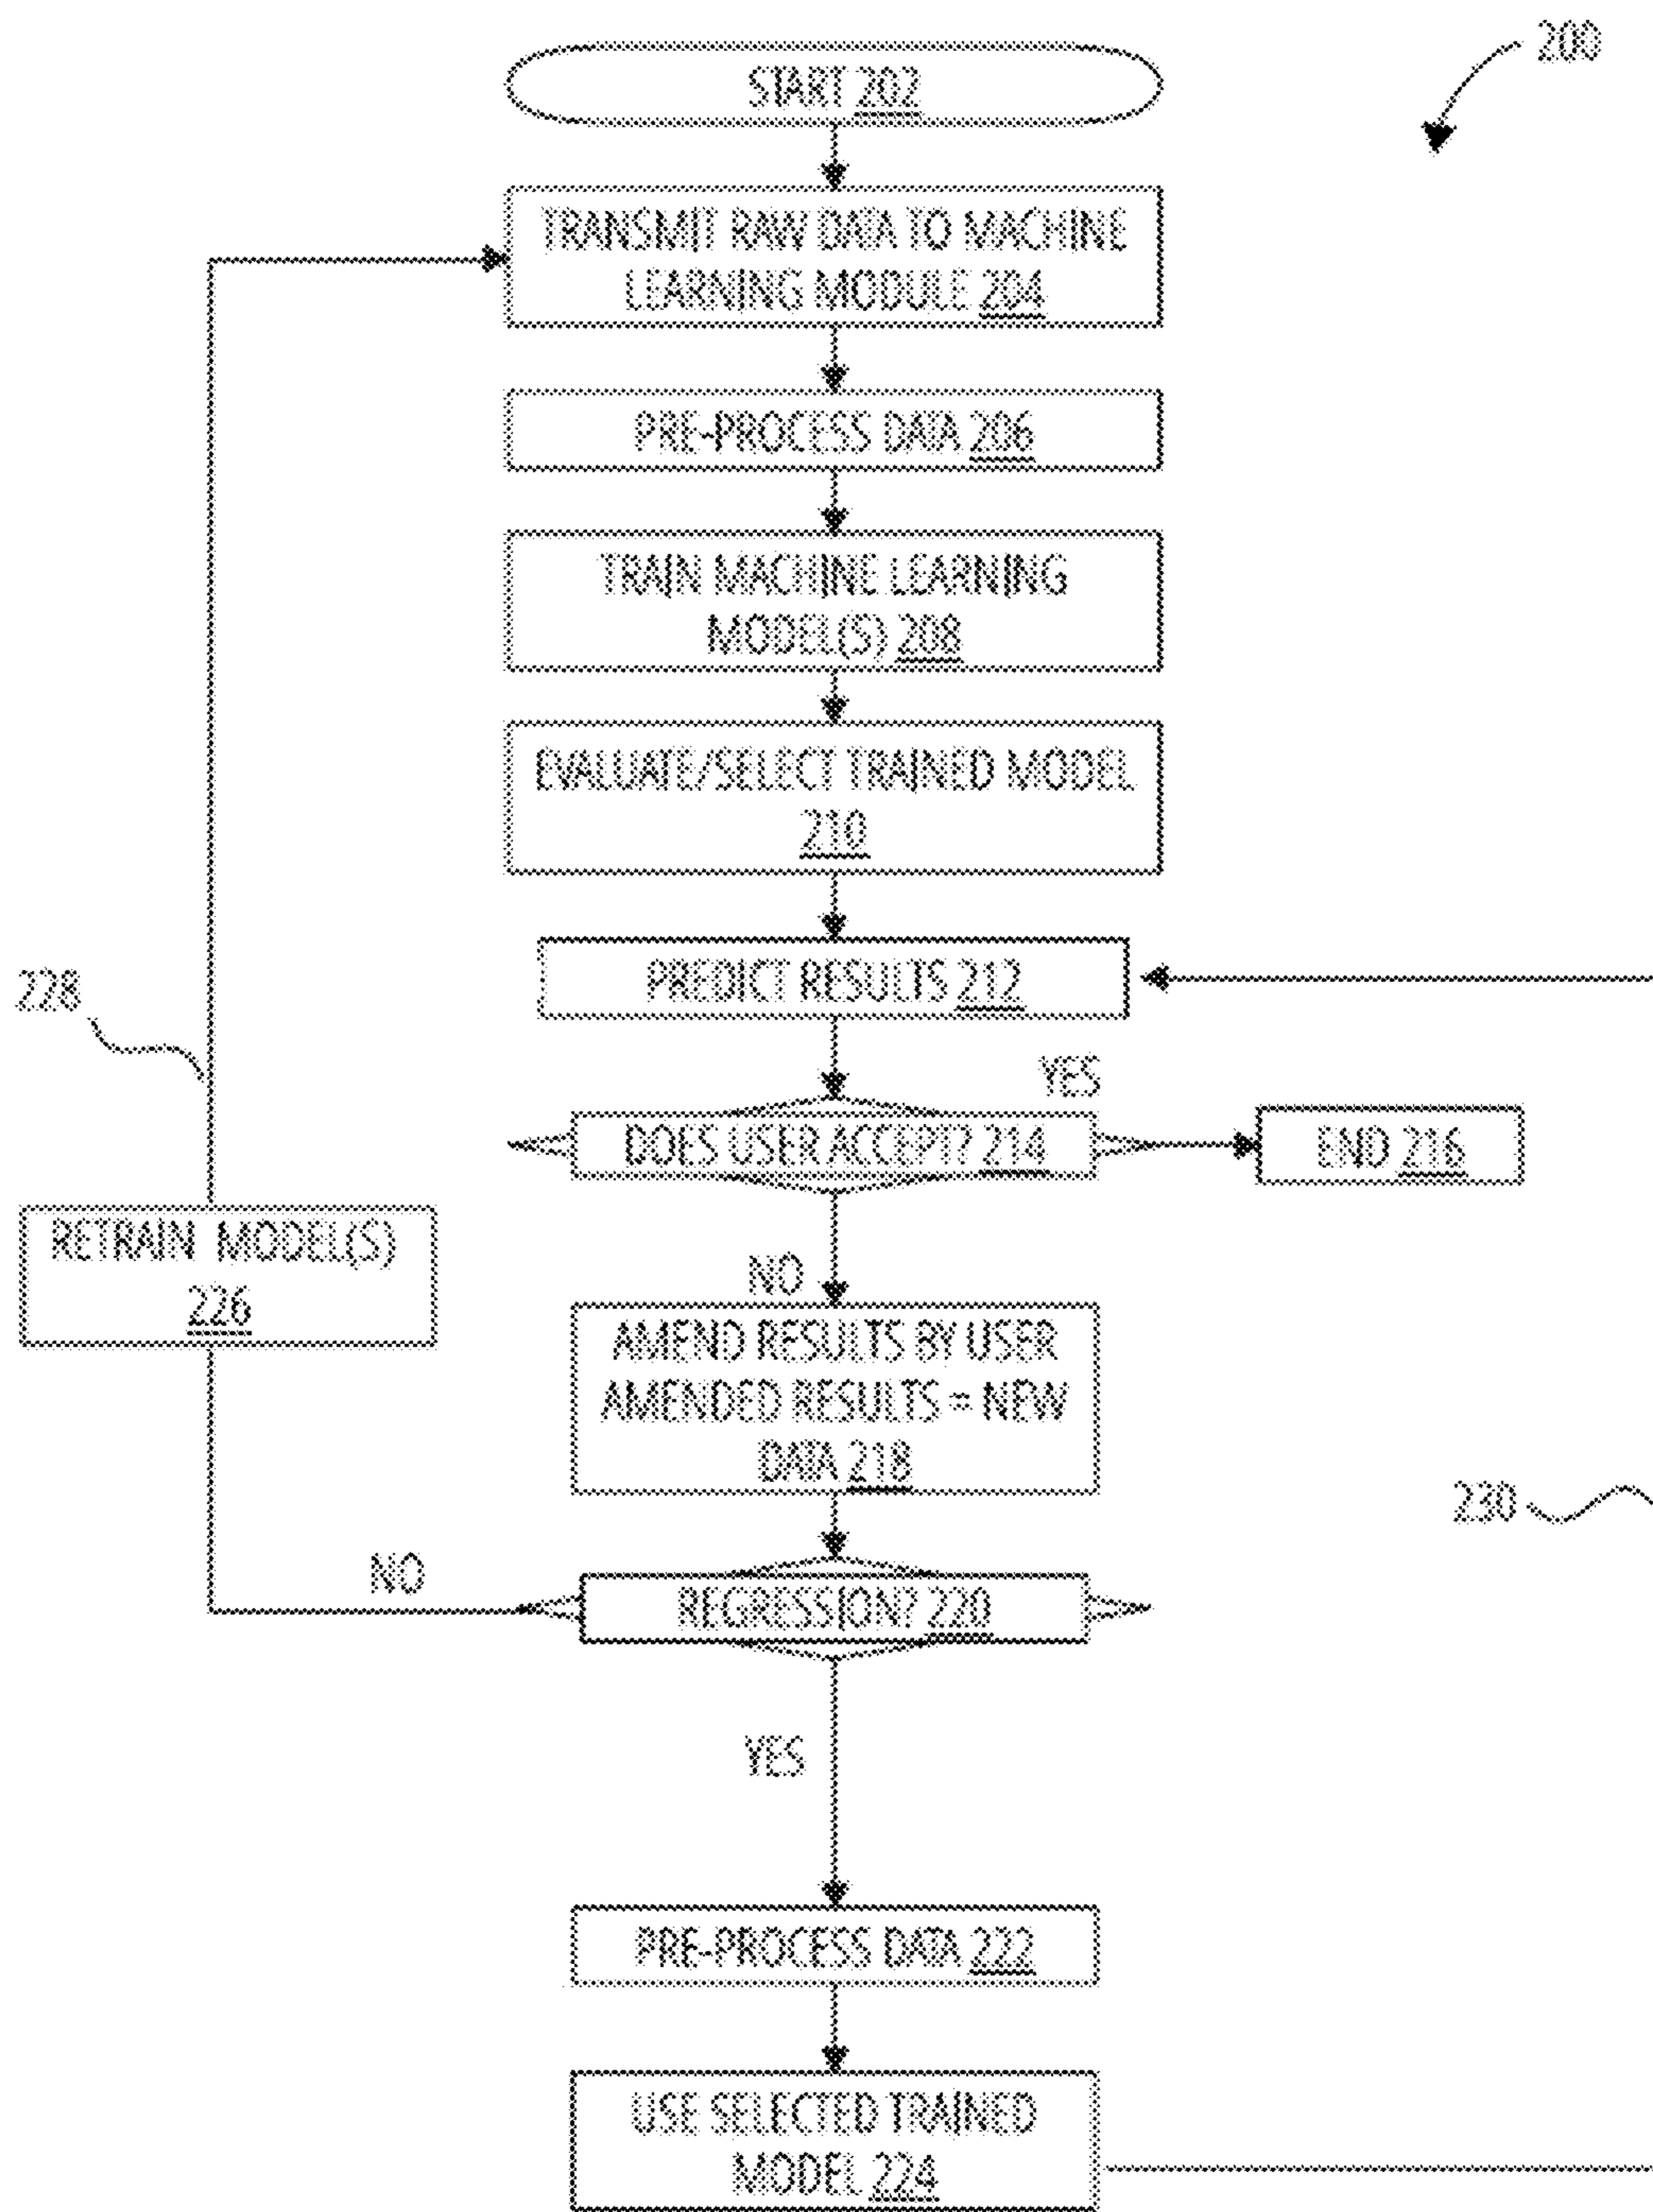 200
START 202
TRANSMIT RAW DATA TO MACHINE
LEARNING MODULE 204
PRE-PROCESS DATA 206
TRAIN MACHINE LEARNING
MODEL(S) 208
EVALUATE/SELECT TRAINED MODEL
210
PREDICT RESULTS 212
228
YES
DOES USER ACCEPT? 214
END 216
RETRAIN MODEL(S)
226
NO
AMEND RESULTS BY USER
AMENDED RESULTS = NEW
DATA 218
230
NO
REGRESSION? 220
YES
PRE-PROCESS DATA 222
USE SELECTED TRAINED
MODEL 224